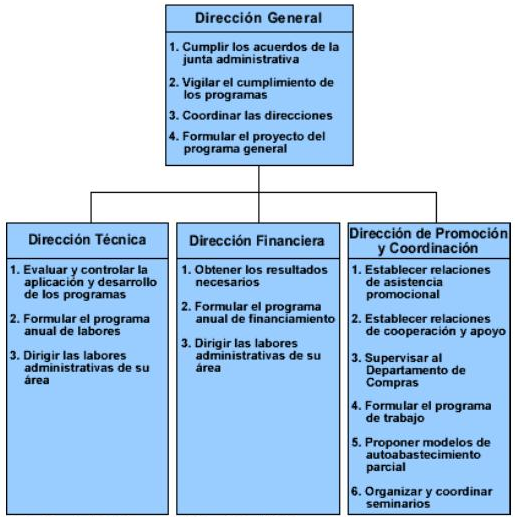 Dirección General
1. Cumplir los acuerdos de la
junta administrativa
2. Vigilar el cumplimiento de
los programas
3. Coordinar las direcciones
4. Formular el proyecto del
programa general
Dirección Técnica
1. Evaluar y controlar la
aplicación y desarrollo
de los programas
2. Formular el programa
anual de labores
3. Dirigir las labores
administrativas de su
área
Dirección Financiera
1. Obtener los resultados
necesarios
2. Formular el programa
anual de financiamiento
3. Dirigir las labores
administrativas de su
área
Dirección de Promoción
y Coordinación
1. Establecer relaciones
de asistencia
promocional
2. Establecer relaciones
de cooperación y apoyo
3. Supervisar al
Departamento de
Compras
4. Formular el programa
de trabajo
5. Proponer modelos de
autoabastecimiento
parcial
6. Organizar y coordinar
seminarios